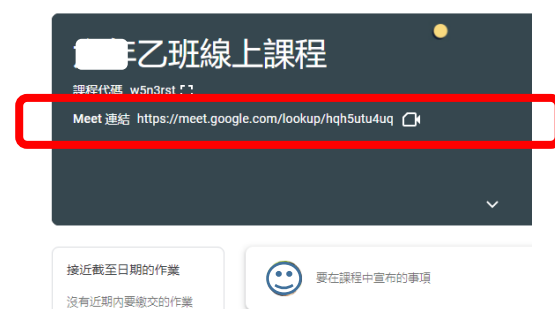 年乙班線上課程
課程代碼 w5n3rst
Meet 連結 https://meet.google.com/lookup/hqh5utu4uq
接近截至日期的作業
要在課程中宣布的事項
沒有近期內要繳交的作業